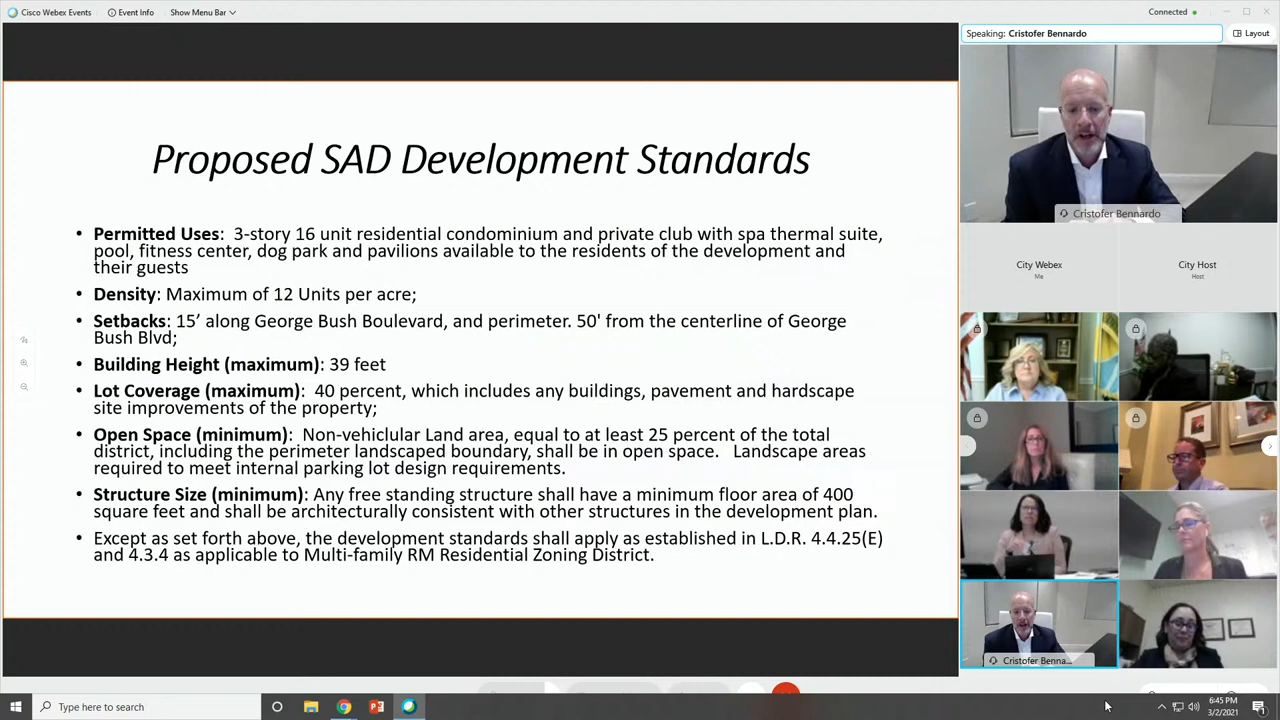 Cisco Webex Events
Event Info
Show Menu Bar
Connected
Speaking: Cristofer Bennardo
Layout
Proposed SAD Development Standards
• Permitted Uses: 3-story 16 unit residential condominium and private club with spa thermal suite,
pool, fitness center, dog park and pavilions available to the residents of the development and
their guests
• Density: Maximum of 12 Units per acre;
• Setbacks: 15’ along George Bush Boulevard, and perimeter. 50' from the centerline of George
Bush Blvd;
• Building Height (maximum): 39 feet
• Lot Coverage (maximum): 40 percent, which includes any buildings, pavement and hardscape
site improvements of the property;
• Open Space (minimum): Non-vehiclular Land area, equal to at least 25 percent of the total
district, including the perimeter landscaped boundary, shall be in open space. Landscape areas
required to meet internal parking lot design requirements.
• Structure Size (minimum): Any free standing structure shall have a minimum floor area of 400
square feet and shall be architecturally consistent with other structures in the development plan.
• Except as set forth above, the development standards shall apply as established in L.D.R. 4.4.25(E)
and 4.3.4 as applicable to Multi-family RM Residential Zoning District.
Cristofer Bennardo
City Webex
Me
City Host
Host
Cristofer Benna...
Type here to search
6:45 PM
3/2/2021
1